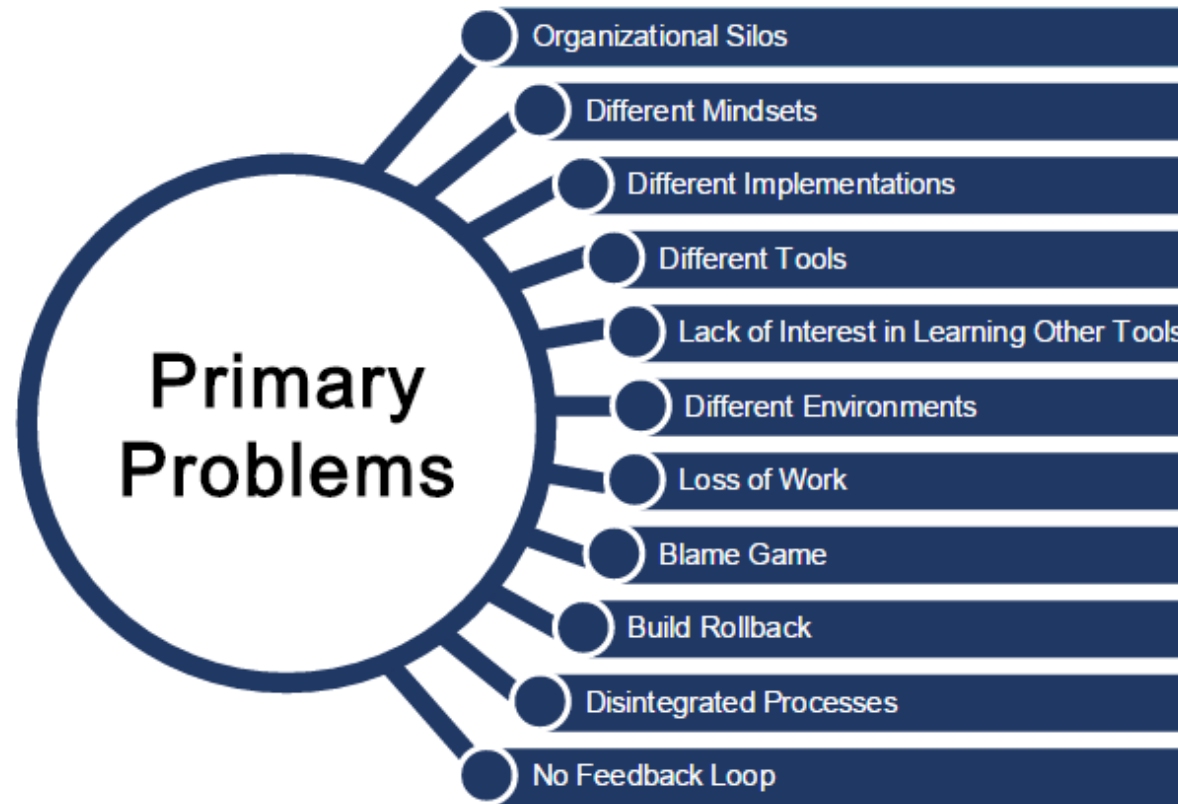 Organizational Silos
Different Mindsets
Different Implementations
Different Tools
Lack of Interest in Learning Other Tools
Different Environments
Loss of Work
Blame Game
Build Rollback
Disintegrated Processes
No Feedback Loop
Primary
Problems